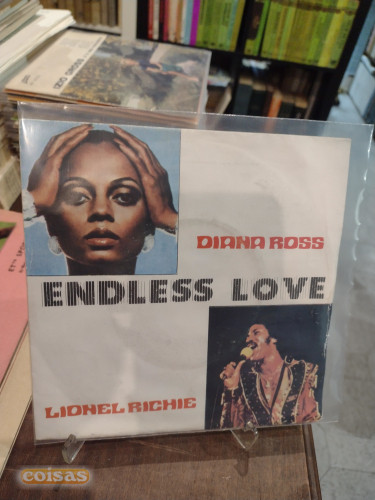 DIANA ROSS
ENDLESS LOVE
LIONEL RICHIE
coisas